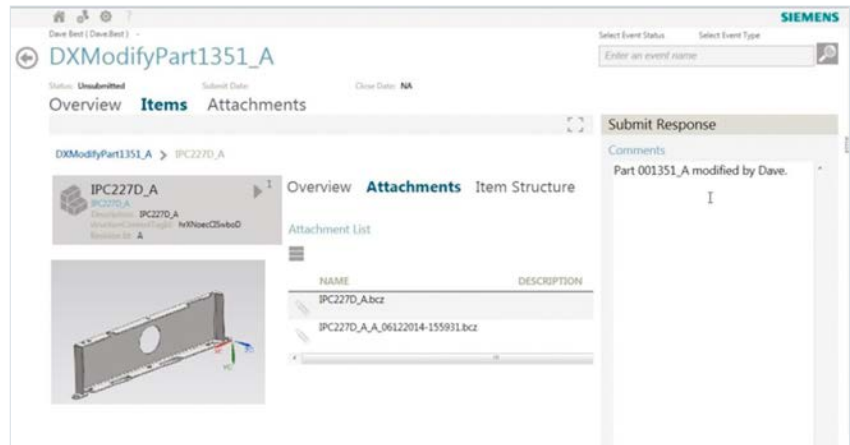 SIEMENS
Dave Best ( Dave.Best )
Select Event Status Select Event Type
DXModifyPart1351_A
Enter an event name
Status: Unsubmitted Submit Date: Close Date: NA
Overview Items Attachments
Submit Response
Comments
Part 001351_A modified by Dave.
DXModifyPart1351_A > IPC227D_A
IPC227D_A
IPC227D_A
Description: IPC227D_A
Revision Id: A
1
Overview Attachments Item Structure
Attachment List
NAME DESCRIPTION
IPC227D_A.bcz
IPC227D_A_A_06122014-155931.bcz